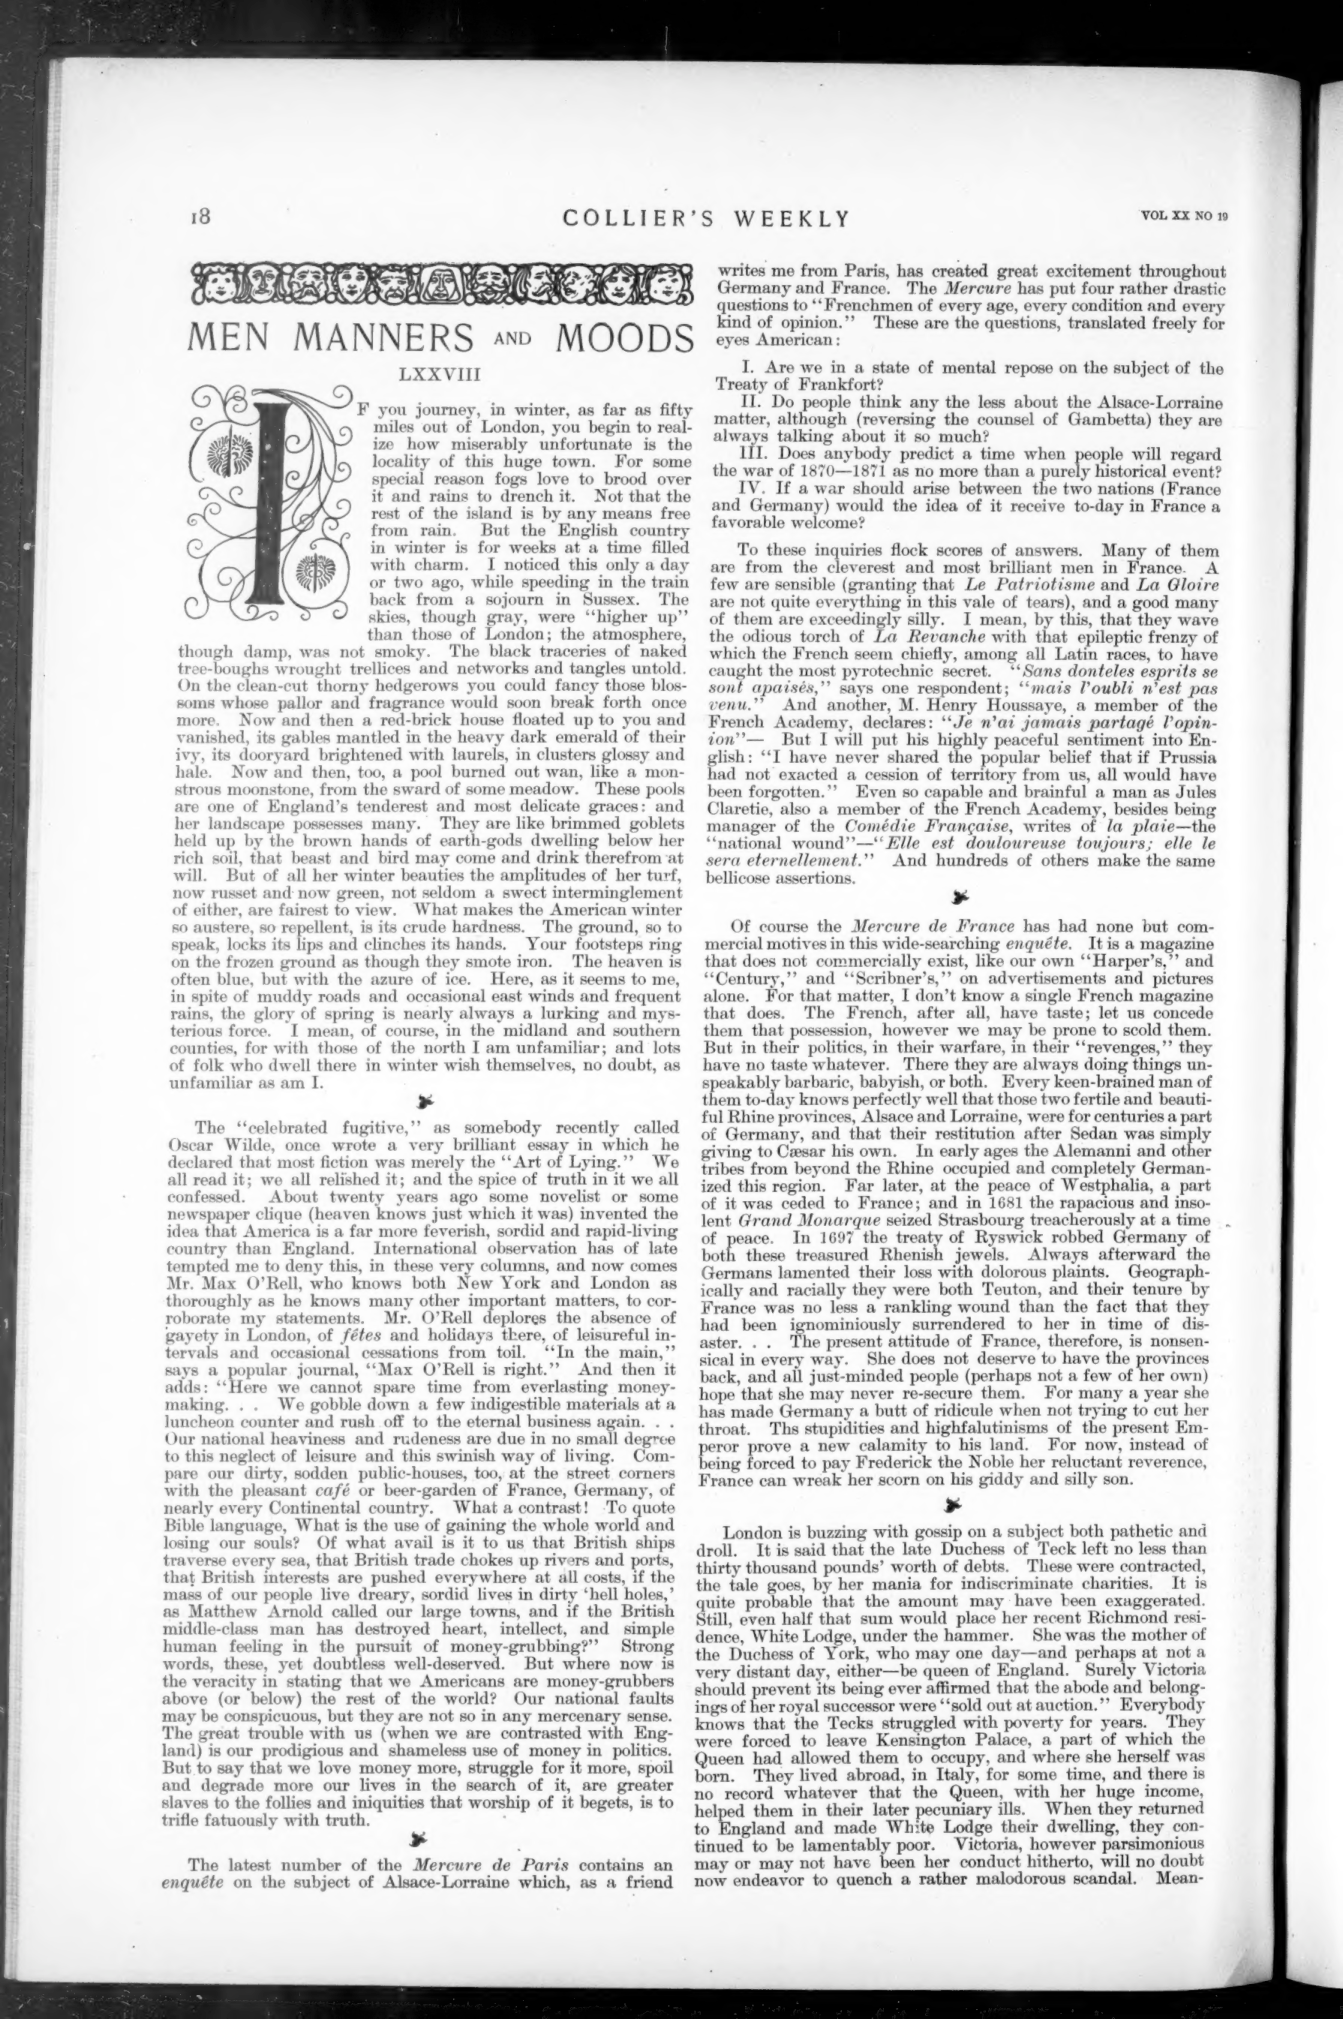 18
COLLIER'S WEEKLY
VOL XX NO 19
MEN MANNERS AND MOODS
LXXVIII
IF you journey, in winter, as far as fifty
miles out of London, you begin to real-
ize how miserably unfortunate is the
locality of this huge town. For some
special reason fogs love to brood over
it and rains to drench it. Not that the
rest of the island is by any means free
from rain. But the English country
in winter is for weeks at a time filled
with charm. I noticed this only a day
or two ago, while speeding in the train
back from a sojourn in Sussex. The
skies, though gray, were "higher up"
than those of London; the atmosphere,
though damp, was not smoky. The black traceries of naked
tree-boughs wrought trellices and networks and tangles untold.
On the clean-cut thorny hedgerows you could fancy those blos-
soms whose pallor and fragrance would soon break forth once
more. Now and then a red-brick house floated up to you and
vanished, its gables mantled in the heavy dark emerald of their
ivy, its dooryard brightened with laurels, in clusters glossy and
hale. Now and then, too, a pool burned out wan, like a mon-
strous moonstone, from the sward of some meadow. These pools
are one of England's tenderest and most delicate graces: and
her landscape possesses many. They are like brimmed goblets
held up by the brown hands of earth-gods dwelling below her
rich soil, that beast and bird may come and drink therefrom at
will. But of all her winter beauties the amplitudes of her turf,
now russet and now green, not seldom a sweet interminglement
of either, are fairest to view. What makes the American winter
so austere, so repellent, is its crude hardness. The ground, so to
speak, locks its lips and clinches its hands. Your footsteps ring
on the frozen ground as though they smote iron. The heaven is
often blue, but with the azure of ice. Here, as it seems to me,
in spite of muddy roads and occasional east winds and frequent
rains, the glory of spring is nearly always a lurking and mys-
terious force. I mean, of course, in the midland and southern
counties, for with those of the north I am unfamiliar; and lots
of folk who dwell there in winter wish themselves, no doubt, as
unfamiliar as am I.
The "celebrated fugitive," as somebody recently called
Oscar Wilde, once wrote a very brilliant essay in which he
declared that most fiction was merely the "Art of Lying." We
all read it; we all relished it; and the spice of truth in it we all
confessed. About twenty years ago some novelist or some
newspaper clique (heaven knows just which it was) invented the
idea that America is a far more feverish, sordid and rapid-living
country than England. International observation has of late
tempted me to deny this, in these very columns, and now comes
Mr. Max O'Rell, who knows both New York and London as
thoroughly as he knows many other important matters, to cor-
roborate my statements. Mr. O'Rell deplores the absence of
gayety in London, of fêtes and holidays there, of leisureful in-
tervals and occasional cessations from toil. "In the main,"
says a popular journal, "Max O'Rell is right." And then it
adds: "Here we cannot spare time from everlasting money-
making. . . We gobble down a few indigestible materials at a
luncheon counter and rush off to the eternal business again. . .
Our national heaviness and rudeness are due in no small degree
to this neglect of leisure and this swinish way of living. Com-
pare our dirty, sodden public-houses, too, at the street corners
with the pleasant café or beer-garden of France, Germany, of
nearly every Continental country. What a contrast! To quote
Bible language, What is the use of gaining the whole world and
losing our souls? Of what avail is it to us that British ships
traverse every sea, that British trade chokes up rivers and ports,
that British interests are pushed everywhere at all costs, if the
mass of our people live dreary, sordid lives in dirty 'hell holes,'
as Matthew Arnold called our large towns, and if the British
middle-class man has destroyed heart, intellect, and simple
human feeling in the pursuit of money-grubbing?" Strong
words, these, yet doubtless well-deserved. But where now is
the veracity in stating that we Americans are money-grubbers
above (or below) the rest of the world? Our national faults
may be conspicuous, but they are not so in any mercenary sense.
The great trouble with us (when we are contrasted with Eng-
land) is our prodigious and shameless use of money in politics.
But to say that we love money more, struggle for it more, spoil
and degrade more our lives in the search of it, are greater
slaves to the follies and iniquities that worship of it begets, is to
trifle fatuously with truth.
The latest number of the Mercure de Paris contains an
enquête on the subject of Alsace-Lorraine which, as a friend
writes me from Paris, has created great excitement throughout
Germany and France. The Mercure has put four rather drastic
questions to "Frenchmen of every age, every condition and every
kind of opinion." These are the questions, translated freely for
eyes American:
I. Are we in a state of mental repose on the subject of the
Treaty of Frankfort?
II. Do people think any the less about the Alsace-Lorraine
matter, although (reversing the counsel of Gambetta) they are
always talking about it so much?
III. Does anybody predict a time when people will regard
the war of 1870—1871 as no more than a purely historical event?
IV. If a war should arise between the two nations (France
and Germany) would the idea of it receive to-day in France a
favorable welcome?
To these inquiries flock scores of answers. Many of them
are from the cleverest and most brilliant men in France. A
few are sensible (granting that Le Patriotisme and La Gloire
are not quite everything in this vale of tears), and a good many
of them are exceedingly silly. I mean, by this, that they wave
the odious torch of La Revanche with that epileptic frenzy of
which the French seem chiefly, among all Latin races, to have
caught the most pyrotechnic secret. "Sans donteles esprits se
sont apaisés," says one respondent; "mais l'oubli n'est pas
venu." And another, M. Henry Houssaye, a member of the
French Academy, declares: "Je n'ai jamais partagé l'opin-
ion"— But I will put his highly peaceful sentiment into En-
glish: "I have never shared the popular belief that if Prussia
had not exacted a cession of territory from us, all would have
been forgotten." Even so capable and brainful a man as Jules
Claretie, also a member of the French Academy, besides being
manager of the Comédie Française, writes of la plaie—the
"national wound"—"Elle est douloureuse toujours; elle le
sera eternellement." And hundreds of others make the same
bellicose assertions.
Of course the Mercure de France has had none but com-
mercial motives in this wide-searching enquête. It is a magazine
that does not commercially exist, like our own "Harper's," and
"Century," and "Scribner's," on advertisements and pictures
alone. For that matter, I don't know a single French magazine
that does. The French, after all, have taste; let us concede
them that possession, however we may be prone to scold them.
But in their politics, in their warfare, in their "revenges," they
have no taste whatever. There they are always doing things un-
speakably barbaric, babyish, or both. Every keen-brained man of
them to-day knows perfectly well that those two fertile and beauti-
ful Rhine provinces, Alsace and Lorraine, were for centuries a part
of Germany, and that their restitution after Sedan was simply
giving to Cæsar his own. In early ages the Alemanni and other
tribes from beyond the Rhine occupied and completely German-
ized this region. Far later, at the peace of Westphalia, a part
of it was ceded to France; and in 1681 the rapacious and inso-
lent Grand Monarque seized Strasbourg treacherously at a time
of peace. In 1697 the treaty of Ryswick robbed Germany of
both these treasured Rhenish jewels. Always afterward the
Germans lamented their loss with dolorous plaints. Geograph-
ically and racially they were both Teuton, and their tenure by
France was no less a rankling wound than the fact that they
had been ignominiously surrendered to her in time of dis-
aster. . . The present attitude of France, therefore, is nonsen-
sical in every way. She does not deserve to have the provinces
back, and all just-minded people (perhaps not a few of her own)
hope that she may never re-secure them. For many a year she
has made Germany a butt of ridicule when not trying to cut her
throat. Ths stupidities and highfalutinisms of the present Em-
peror prove a new calamity to his land. For now, instead of
being forced to pay Frederick the Noble her reluctant reverence,
France can wreak her scorn on his giddy and silly son.
London is buzzing with gossip on a subject both pathetic and
droll. It is said that the late Duchess of Teck left no less than
thirty thousand pounds' worth of debts. These were contracted,
the tale goes, by her mania for indiscriminate charities. It is
quite probable that the amount may have been exaggerated.
Still, even half that sum would place her recent Richmond resi-
dence, White Lodge, under the hammer. She was the mother of
the Duchess of York, who may one day—and perhaps at not a
very distant day, either—be queen of England. Surely Victoria
should prevent its being ever affirmed that the abode and belong-
ings of her royal successor were "sold out at auction." Everybody
knows that the Tecks struggled with poverty for years. They
were forced to leave Kensington Palace, a part of which the
Queen had allowed them to occupy, and where she herself was
born. They lived abroad, in Italy, for some time, and there is
no record whatever that the Queen, with her huge income,
helped them in their later pecuniary ills. When they returned
to England and made White Lodge their dwelling, they con-
tinued to be lamentably poor. Victoria, however parsimonious
may or may not have been her conduct hitherto, will no doubt
now endeavor to quench a rather malodorous scandal. Mean-